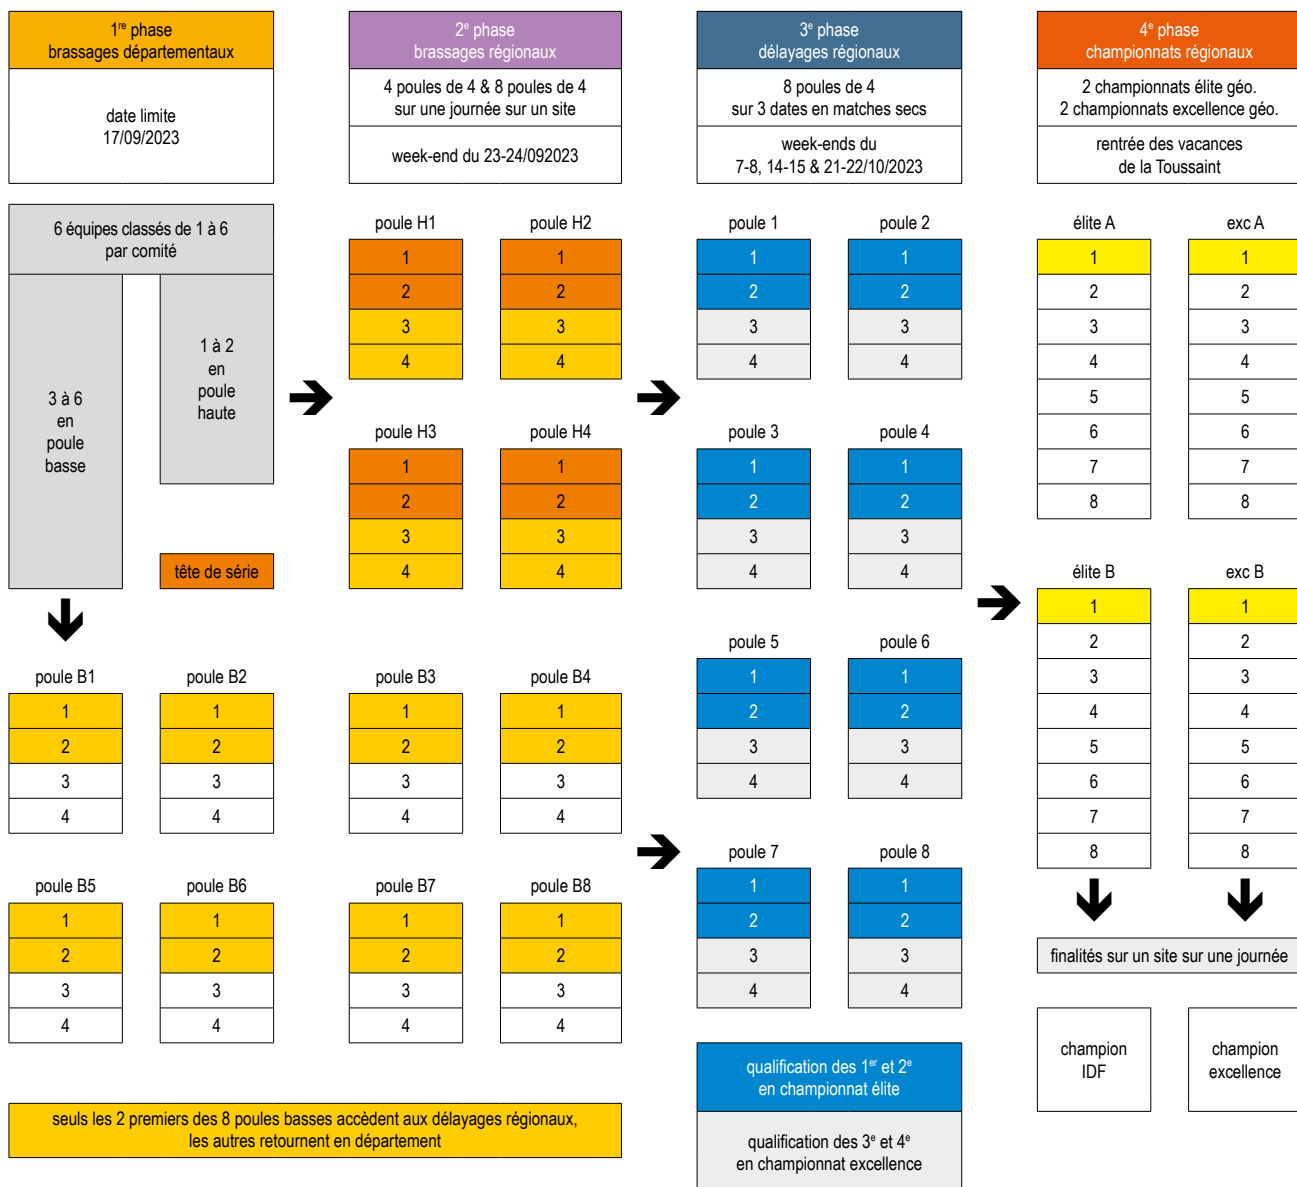 1re phase
brassages départementaux
date limite
17/09/2023
2e phase
brassages régionaux
4 poules de 4 & 8 poules de 4
sur une journée sur un site
week-end du 23-24/092023
3e phase
délayages régionaux
8 poules de 4
sur 3 dates en matches secs
week-ends du
7-8, 14-15 & 21-22/10/2023
4e phase
championnats régionaux
2 championnats élite géo.
2 championnats excellence géo.
rentrée des vacances
de la Toussaint
6 équipes classés de 1 à 6
par comité
3 à 6
en
poule
basse
1 à 2
en
poule
haute
tête de série
poule H1
1
2
3
4
poule H2
1
2
3
4
poule H3
1
2
3
4
poule H4
1
2
3
4
poule B1
1
2
3
4
poule B2
1
2
3
4
poule B3
1
2
3
4
poule B4
1
2
3
4
poule B5
1
2
3
4
poule B6
1
2
3
4
poule B7
1
2
3
4
poule B8
1
2
3
4
seuls les 2 premiers des 8 poules basses accèdent aux délayages régionaux,
les autres retournent en département
poule 1
1
2
3
4
poule 2
1
2
3
4
poule 3
1
2
3
4
poule 4
1
2
3
4
poule 5
1
2
3
4
poule 6
1
2
3
4
poule 7
1
2
3
4
poule 8
1
2
3
4
qualification des 1er et 2e
en championnat élite
qualification des 3e et 4e
en championnat excellence
élite A
1
2
3
4
5
6
7
8
exc A
1
2
3
4
5
6
7
8
élite B
1
2
3
4
5
6
7
8
exc B
1
2
3
4
5
6
7
8
finalités sur un site sur une journée
champion
IDF
champion
excellence